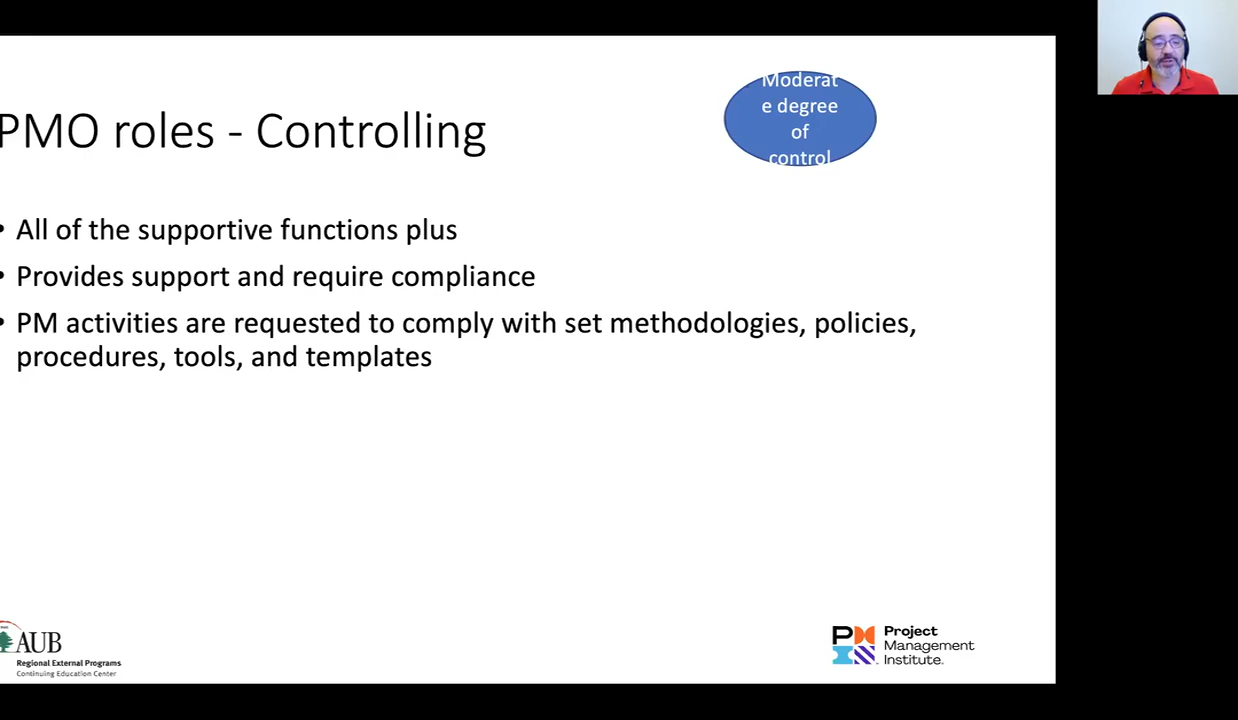 PMO roles - Controlling
Moderat
e degree
of
control
• All of the supportive functions plus
• Provides support and require compliance
• PM activities are requested to comply with set methodologies, policies,
procedures, tools, and templates
AUB
Regional External Programs
Continuing Education Center
Project
Management
Institute.